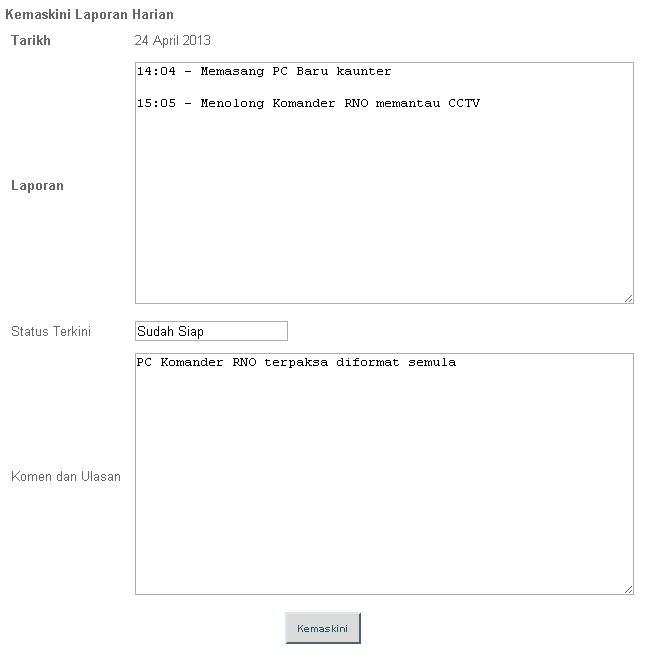 Kemaskini Laporan Harian
Tarikh 24 April 2013
14:04 - Memasang PC Baru kaunter
15:05 - Menolong Komander RNO memantau CCTV
Laporan
Status Terkini Sudah Siap
PC Komander RNO terpaksa diformat semula
Komen dan Ulasan
Kemaskini